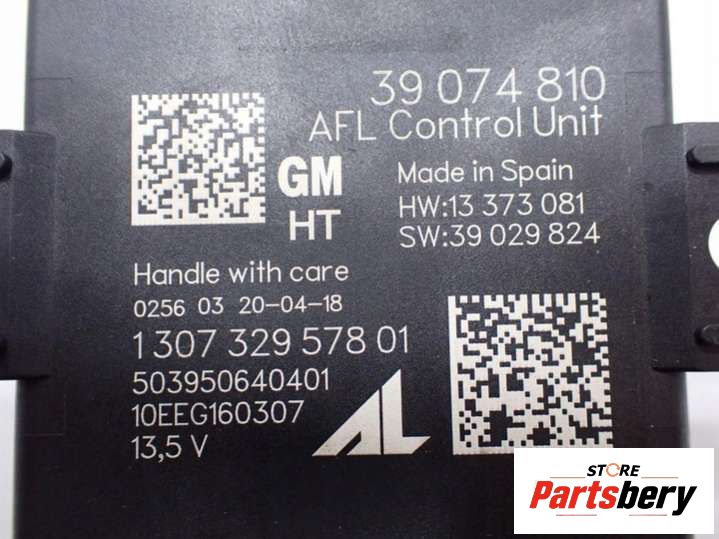 39 074 810
AFL Control Unit
GM
HT
Made in Spain
HW:13 373 081
SW:39 029 824
Handle with care
0256 03 20-04-18
1 307 329 578 01
503950640401
10EEG160307
13,5 V
AL
STORE
Partsbery